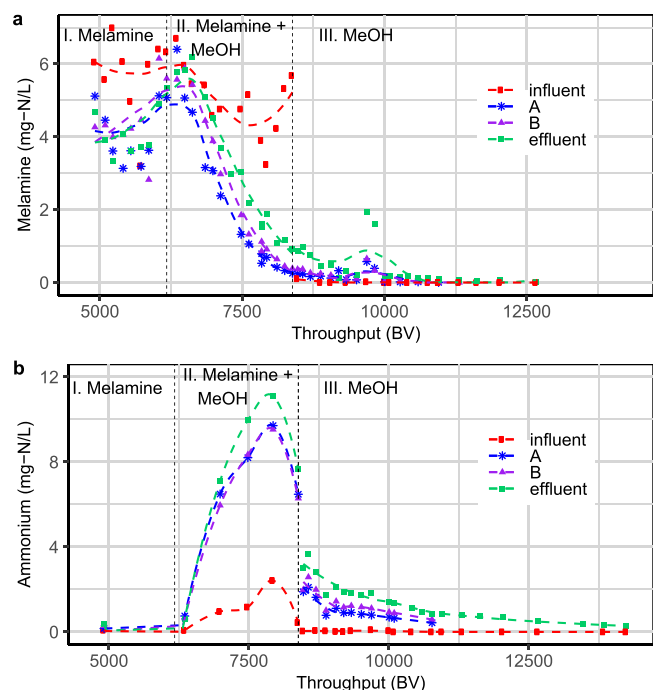 a
I. Melamine
II. Melamine +
MeOH
III. MeOH
6
4
2
0
Melamine (mg−N/L)
influent
A
B
effluent
5000
7500
10000
12500
Throughput (BV)
b
I. Melamine
II. Melamine +
MeOH
III. MeOH
12
8
4
0
Ammonium (mg−N/L)
influent
A
B
effluent
5000
7500
10000
12500
Throughput (BV)